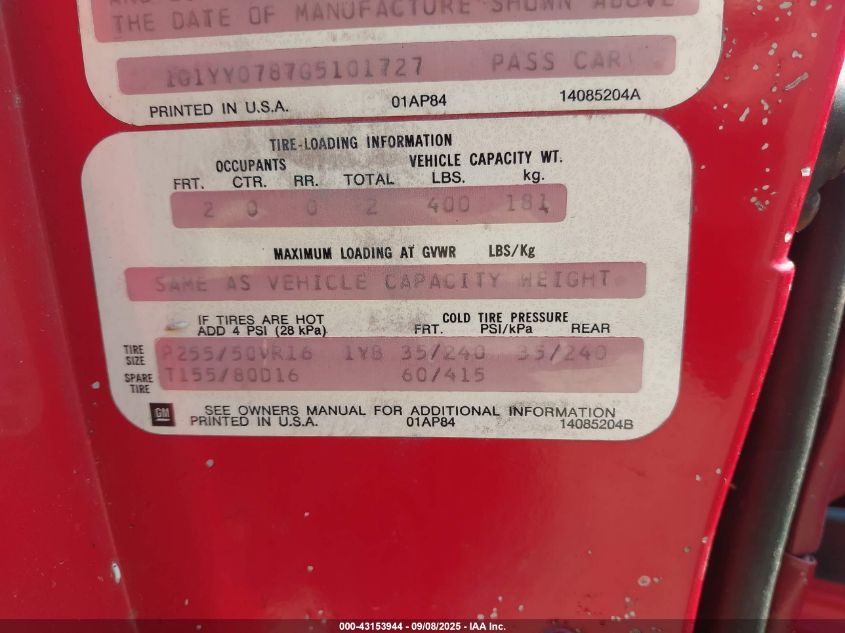 THE DATE OF MANUFACTURE SHOWN ABOVE
1G1YY0787G5101727 PASS CAR
PRINTED IN U.S.A. 01AP84 14085204A
TIRE-LOADING INFORMATION
OCCUPANTS VEHICLE CAPACITY WT.
FRT. CTR. RR. TOTAL LBS. kg.
2 0 0 2 400 181
MAXIMUM LOADING AT GVWR LBS/Kg
SAME AS VEHICLE CAPACITY WEIGHT
IF TIRES ARE HOT COLD TIRE PRESSURE
ADD 4 PSI (28 kPa) FRT. PSI/kPa REAR
TIRE SIZE P255/50VR16 1YB 35/240 35/240
SPARE TIRE T155/80D16 60/415
GM SEE OWNERS MANUAL FOR ADDITIONAL INFORMATION
PRINTED IN U.S.A. 01AP84 14085204B
000-43153944 - 09/08/2025 - IAA Inc.